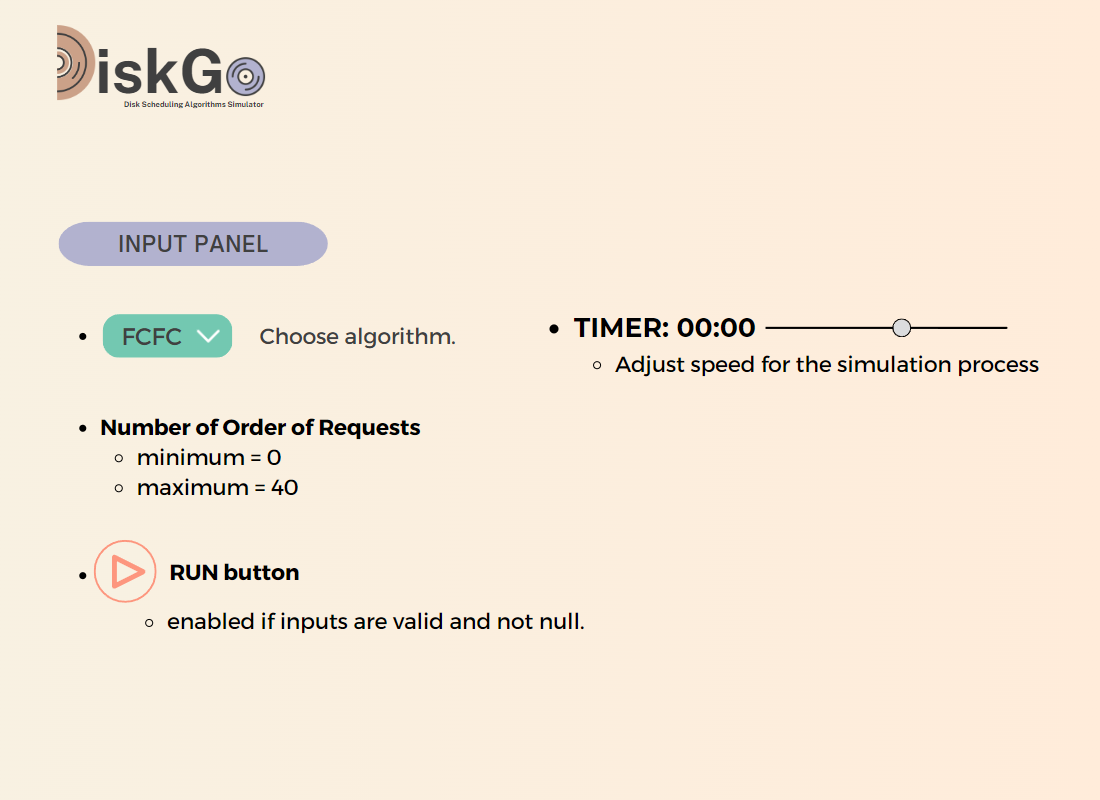 DiskGo
Disk Scheduling Algorithms Simulator
INPUT PANEL
FCFC
Choose algorithm.
Number of Order of Requests
minimum = 0
maximum = 40
RUN button
enabled if inputs are valid and not null.
TIMER: 00:00
Adjust speed for the simulation process